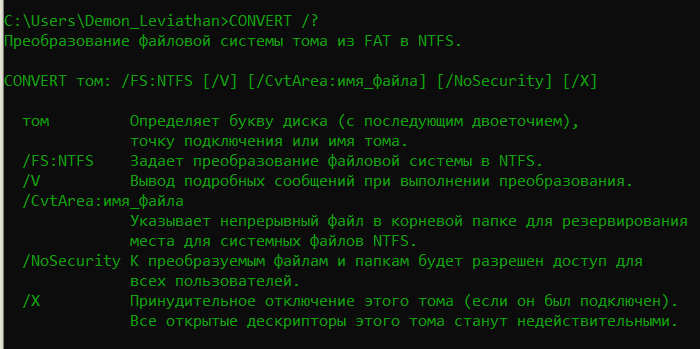 C:\Users\Demon_Leviathan>CONVERT /?
Преобразование файловой системы тома из FAT в NTFS.
CONVERT том: /FS:NTFS [/V] [/CvtArea:имя_файла] [/NoSecurity] [/X]
том Определяет букву диска (с последующим двоеточием),
точку подключения или имя тома.
/FS:NTFS Задает преобразование файловой системы в NTFS.
/V Вывод подробных сообщений при выполнении преобразования.
/CvtArea:имя_файла
Указывает непрерывный файл в корневой папке для резервирования
места для системных файлов NTFS.
/NoSecurity К преобразуемым файлам и папкам будет разрешен доступ для
всех пользователей.
/X Принудительное отключение этого тома (если он был подключен).
Все открытые дескрипторы этого тома станут недействительными.